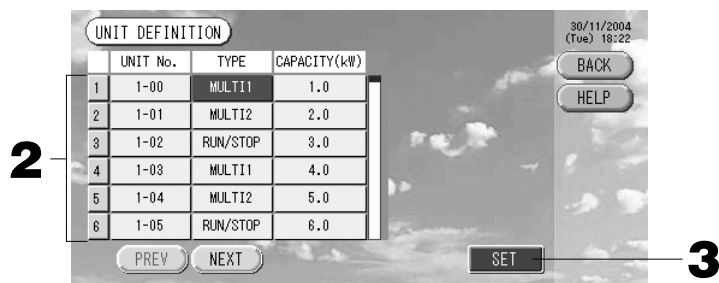 UNIT DEFINITION
30/11/2004
(Tue) 18:22
UNIT No. TYPE CAPACITY(kW)
BACK
HELP
1 1-00 MULTI1 1.0
2 1-01 MULTI2 2.0
3 1-02 RUN/STOP 3.0
4 1-03 MULTI1 4.0
5 1-04 MULTI2 5.0
6 1-05 RUN/STOP 6.0
2
PREV NEXT SET
3